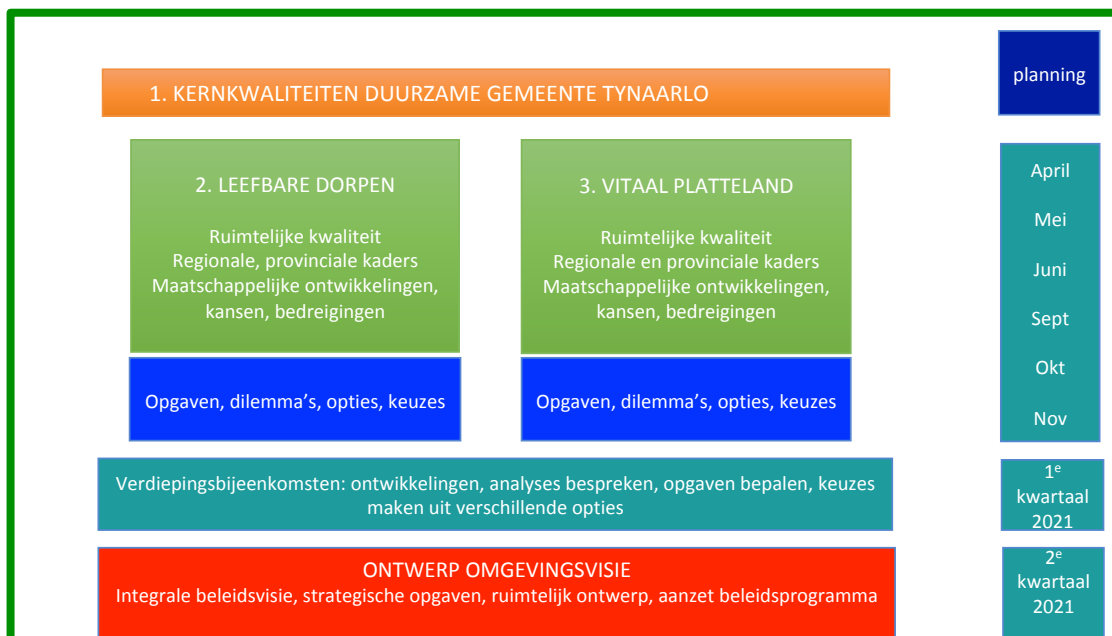 planning
1. KERNKWALITEITEN DUURZAME GEMEENTE TYNAARLO
2. LEEFBARE DORPEN
Ruimtelijke kwaliteit
Regionale, provinciale kaders
Maatschappelijke ontwikkelingen,
kansen, bedreigingen
3. VITAAL PLATTELAND
Ruimtelijke kwaliteit
Regionale en provinciale kaders
Maatschappelijke ontwikkelingen,
kansen, bedreigingen
April
Mei
Juni
Sept
Okt
Nov
Opgaven, dilemma’s, opties, keuzes
Opgaven, dilemma’s, opties, keuzes
Verdiepingsbijeenkomsten: ontwikkelingen, analyses bespreken, opgaven bepalen, keuzes
maken uit verschillende opties
1e
kwartaal
2021
ONTWERP OMGEVINGSVISIE
Integrale beleidsvisie, strategische opgaven, ruimtelijk ontwerp, aanzet beleidsprogramma
2e
kwartaal
2021